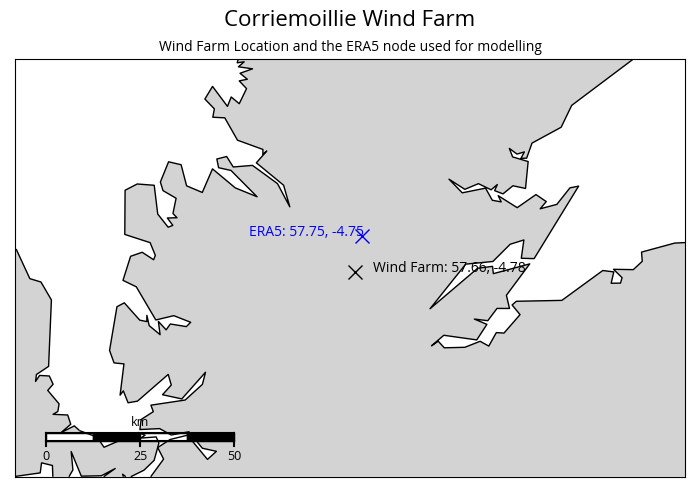 Corriemoillie Wind Farm
Wind Farm Location and the ERA5 node used for modelling
ERA5: 57.75, -4.75
Wind Farm: 57.66, -4.78
km
0 25 50